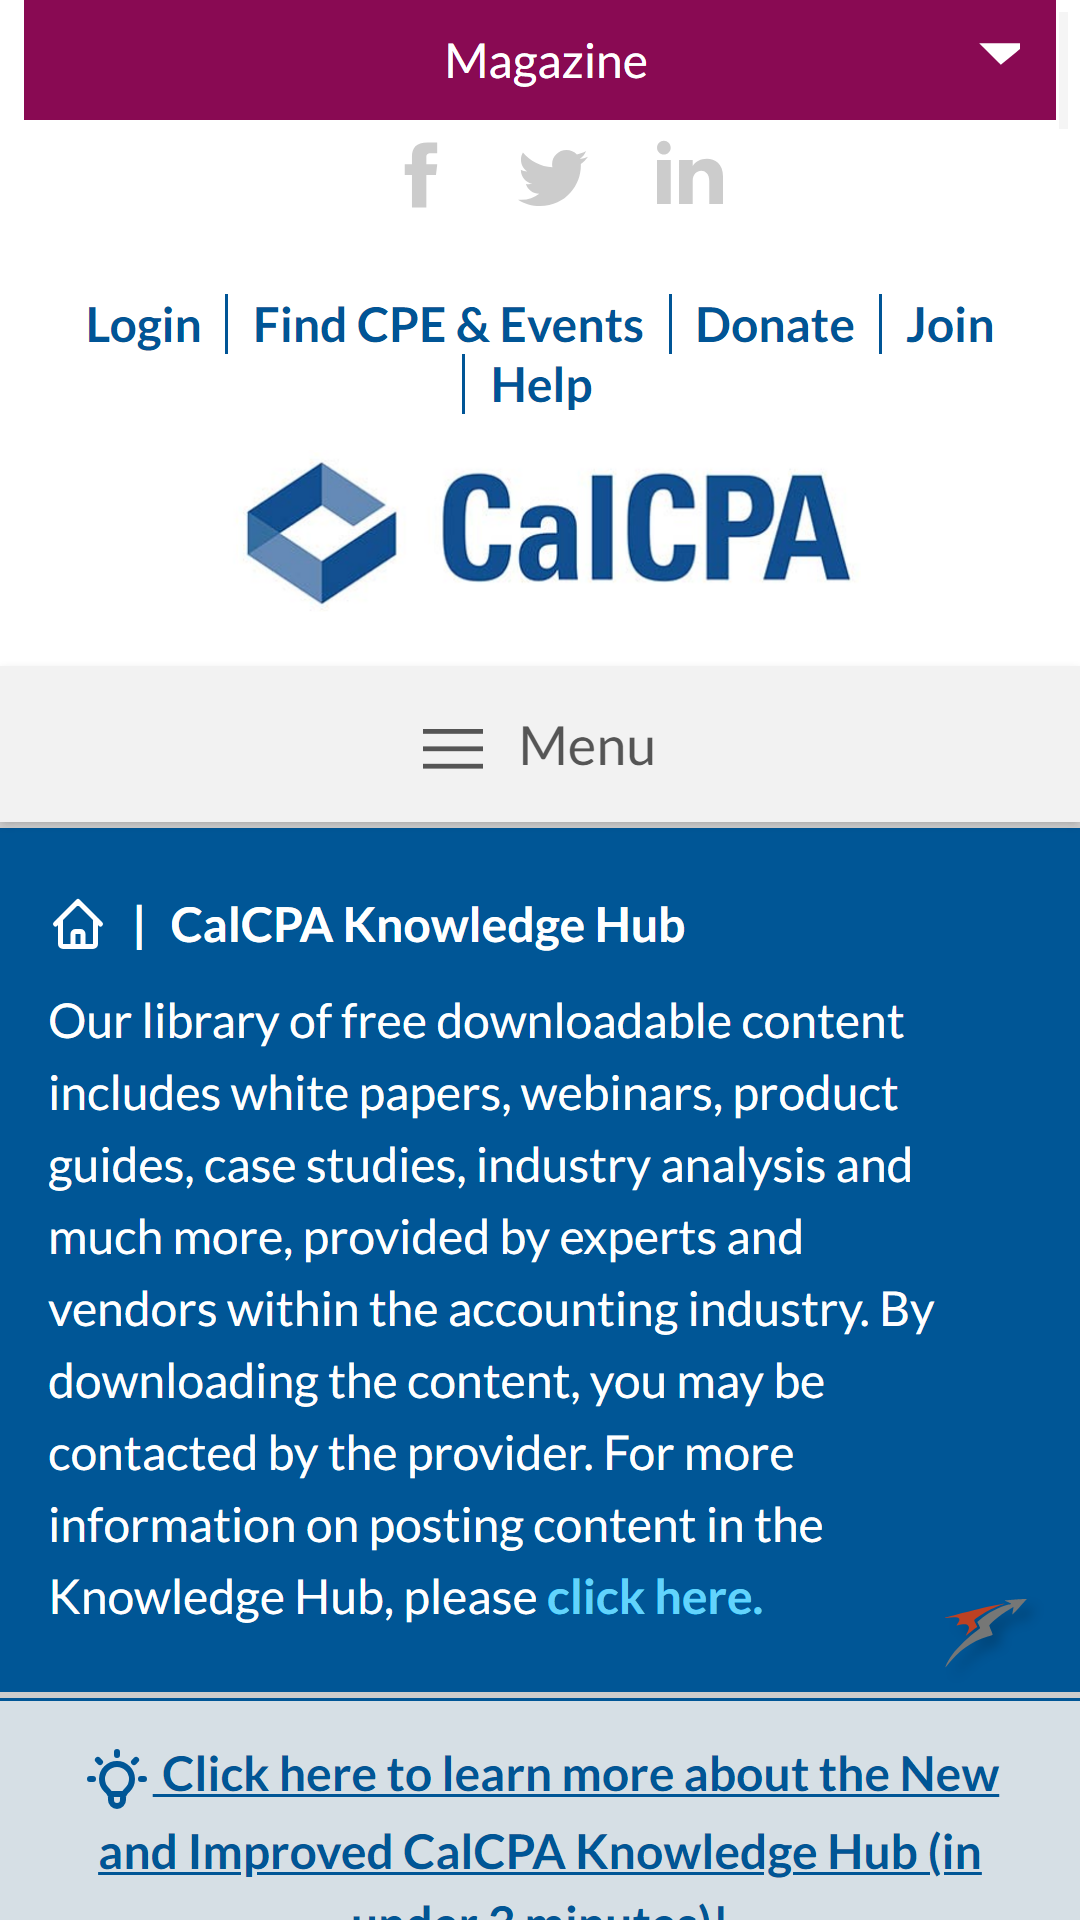 Magazine
Login | Find CPE & Events | Donate | Join
| Help
CalCPA
Menu
| CalCPA Knowledge Hub
Our library of free downloadable content
includes white papers, webinars, product
guides, case studies, industry analysis and
much more, provided by experts and
vendors within the accounting industry. By
downloading the content, you may be
contacted by the provider. For more
information on posting content in the
Knowledge Hub, please click here.
Click here to learn more about the New
and Improved CalCPA Knowledge Hub (in
under 2 minutes)!